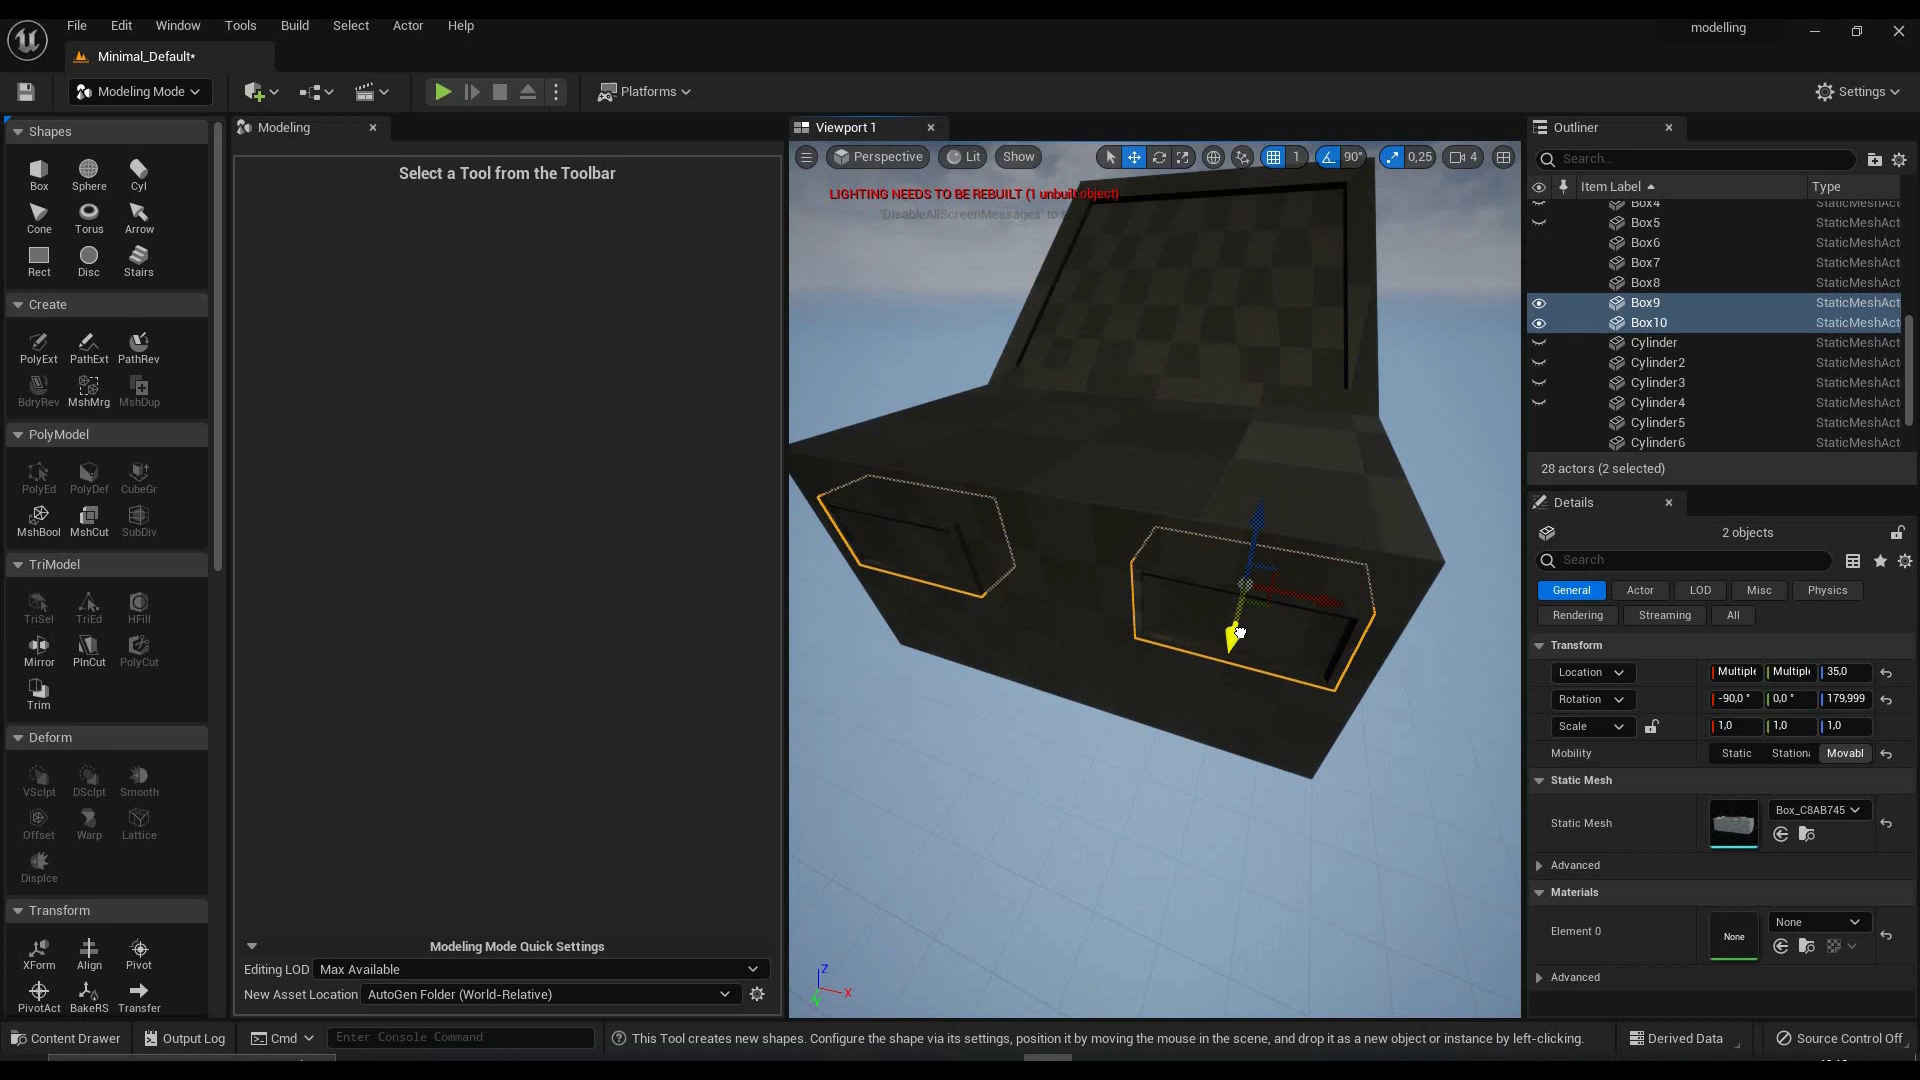 File Edit Window Tools Build Select Actor Help
modelling
Minimal_Default*
Modeling Mode
Platforms
Settings
Shapes
Box Sphere Cyl
Cone Torus Arrow
Rect Disc Stairs
Create
PolyExt PathExt PathRev
BdryRev MshMrg MshDup
PolyModel
PolyEd PolyDef CubeGr
MshBool MshCut SubDiv
TriModel
TriSel TriEd HFill
Mirror PlnCut PolyCut
Trim
Deform
VSclpt DSclpt Smooth
Offset Warp Lattice
Displce
Transform
XForm Align Pivot
PivotAct BakeRS Transfer
Modeling
Select a Tool from the Toolbar
Modeling Mode Quick Settings
Editing LOD Max Available
New Asset Location AutoGen Folder (World-Relative)
Viewport 1
Perspective Lit Show 1 90° 0,25 4
LIGHTING NEEDS TO BE REBUILT (1 unbuilt object)
'DisableAllScreenMessages' to s
Z
X
Y
Outliner
Search...
Item Label Type
Box4 StaticMeshAct
Box5 StaticMeshAct
Box6 StaticMeshAct
Box7 StaticMeshAct
Box8 StaticMeshAct
Box9 StaticMeshAct
Box10 StaticMeshAct
Cylinder StaticMeshAct
Cylinder2 StaticMeshAct
Cylinder3 StaticMeshAct
Cylinder4 StaticMeshAct
Cylinder5 StaticMeshAct
Cylinder6 StaticMeshAct
28 actors (2 selected)
Details
2 objects
Search
General Actor LOD Misc Physics
Rendering Streaming All
Transform
Location Multiple Multiple 35,0
Rotation -90,0 ° 0,0 ° 179,999
Scale 1,0 1,0 1,0
Mobility Static Stationa Movabl
Static Mesh
Static Mesh Box_C8AB745
Advanced
Materials
Element 0 None None
Advanced
Content Drawer Output Log Cmd Enter Console Command This Tool creates new shapes. Configure the shape via its settings, position it by moving the mouse in the scene, and drop it as a new object or instance by left-clicking. Derived Data Source Control Off